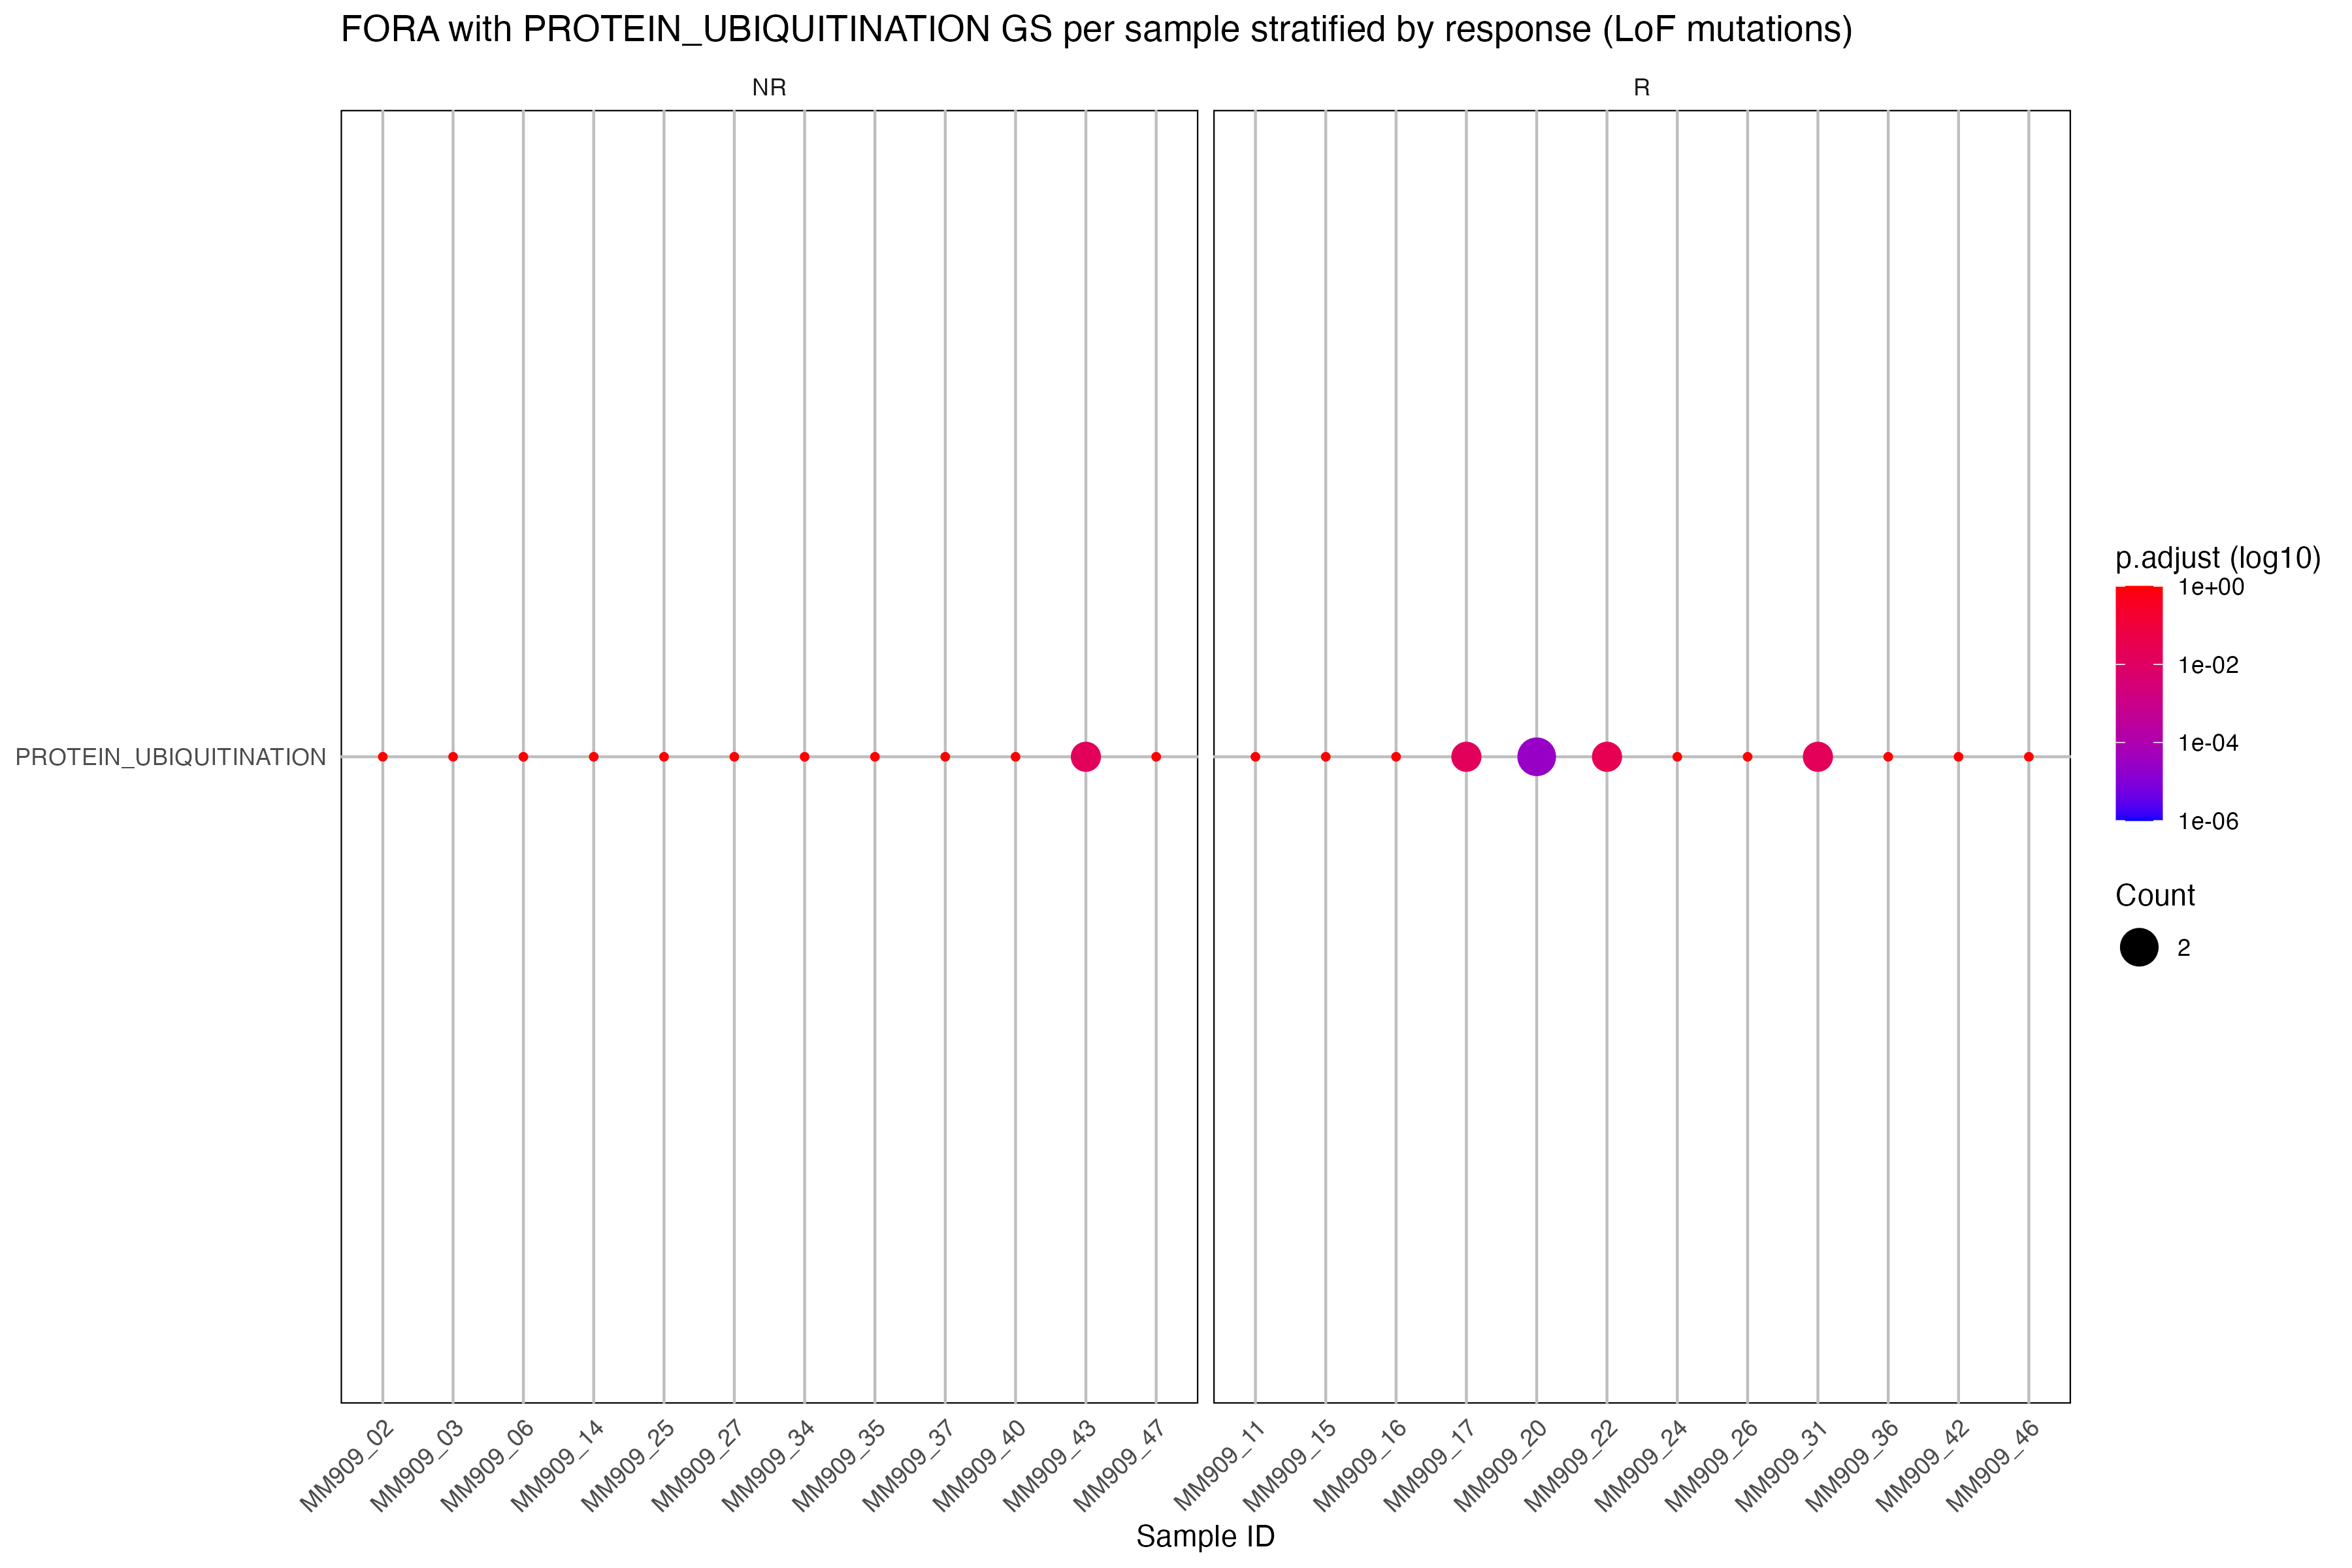 FORA with PROTEIN_UBIQUITINATION GS per sample stratified by response (LoF mutations)
NR
R
PROTEIN_UBIQUITINATION
p.adjust (log10)
1e+00
1e-02
1e-04
1e-06
Count
2
MM909_02
MM909_03
MM909_06
MM909_14
MM909_25
MM909_27
MM909_34
MM909_35
MM909_37
MM909_40
MM909_43
MM909_47
MM909_11
MM909_15
MM909_16
MM909_17
MM909_20
MM909_22
MM909_24
MM909_26
MM909_31
MM909_36
MM909_42
MM909_46
Sample ID